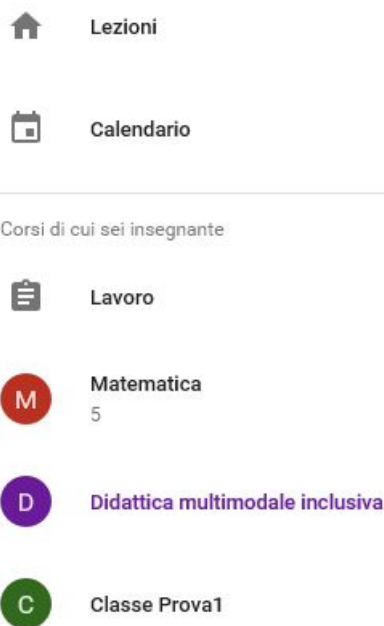 Lezioni
Calendario
Corsi di cui sei insegnante
Lavoro
M
Matematica
5
D
Didattica multimodale inclusiva
C
Classe Prova1